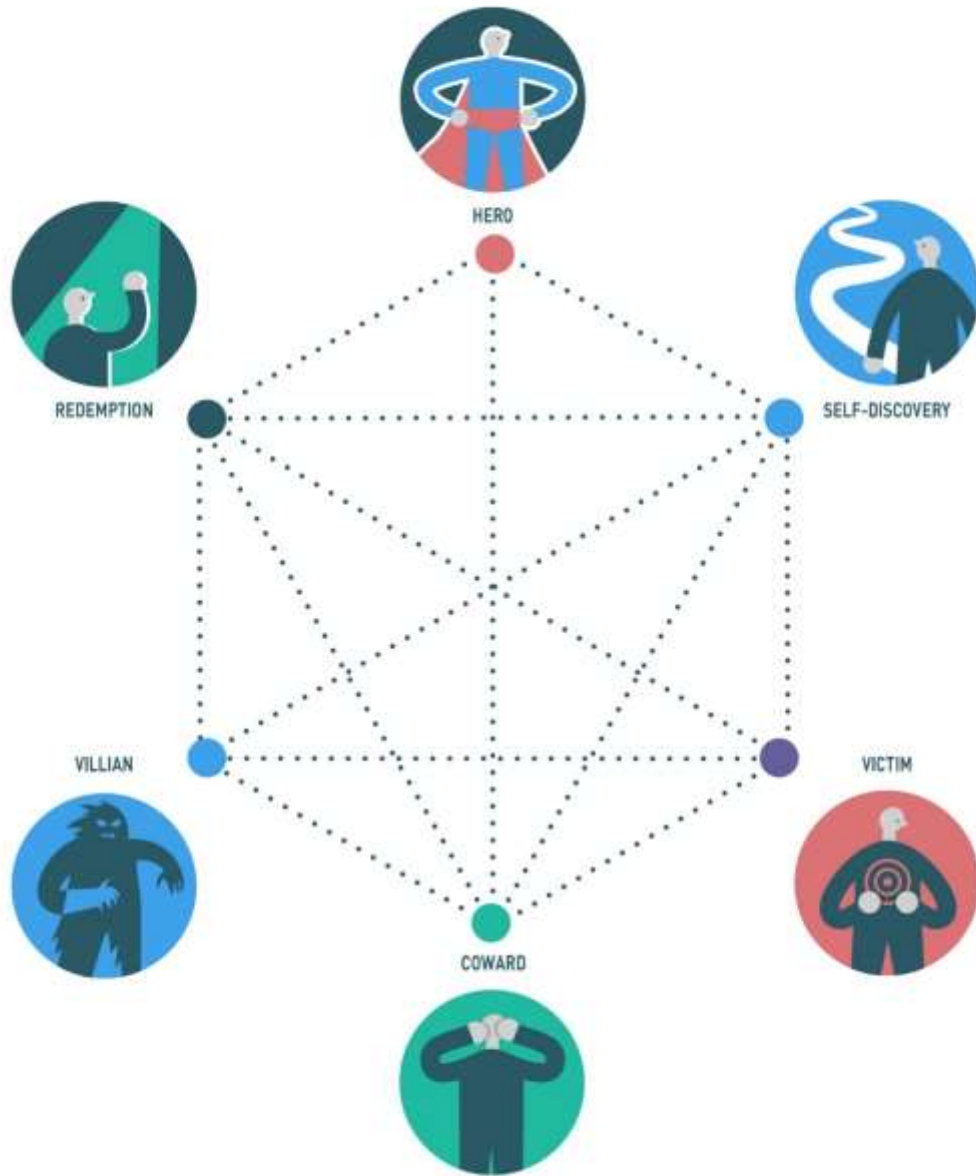 HERO
REDEMPTION
SELF-DISCOVERY
VILLIAN
VICTIM
COWARD